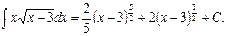 ∫x√(x−3)dx = 2/5{x−3}^{5/2} + 2{x−3}^{3/2} + C.